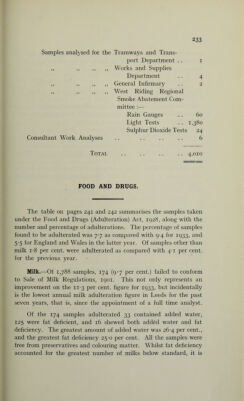 233
Samples analysed for the Tramways and Trans-
port Department .. 1
,, ,, ,, ,, Works and Supplies
Department .. 4
,, ,, ,, ,, General Infirmary .. 2
,, ,, ,, ,, West Riding Regional
Smoke Abatement Com-
mittee :—
Rain Gauges .. 60
Light Tests .. 1,380
Sulphur Dioxide Tests 24
Consultant Work Analyses .. .. .. .. 6
TOTAL .. .. .. .. 4,010
FOOD AND DRUGS.
The table on pages 241 and 242 summarises the samples taken
under the Food and Drugs (Adulteration) Act, 1928, along with the
number and percentage of adulterations. The percentage of samples
found to be adulterated was 7·7 as compared with 9·4 for 1933, and
5·5 for England and Wales in the latter year. Of samples other than
milk 1·8 per cent. were adulterated as compared with 4·1 per cent.
for the previous year.
Milk.—Of 1,788 samples, 174 (9·7 per cent.) failed to conform
to Sale of Milk Regulations, 1901. This not only represents an
improvement on the 11·3 per cent. figure for 1933, but incidentally
is the lowest annual milk adulteration figure in Leeds for the past
seven years, that is, since the appointment of a full time analyst.
Of the 174 samples adulterated 33 contained added water,
125 were fat deficient, and 16 showed both added water and fat
deficiency. The greatest amount of added water was 26·4 per cent.,
and the greatest fat deficiency 25·0 per cent. All the samples were
free from preservatives and colouring matter. Whilst fat deficiency
accounted for the greatest number of milks below standard, it is